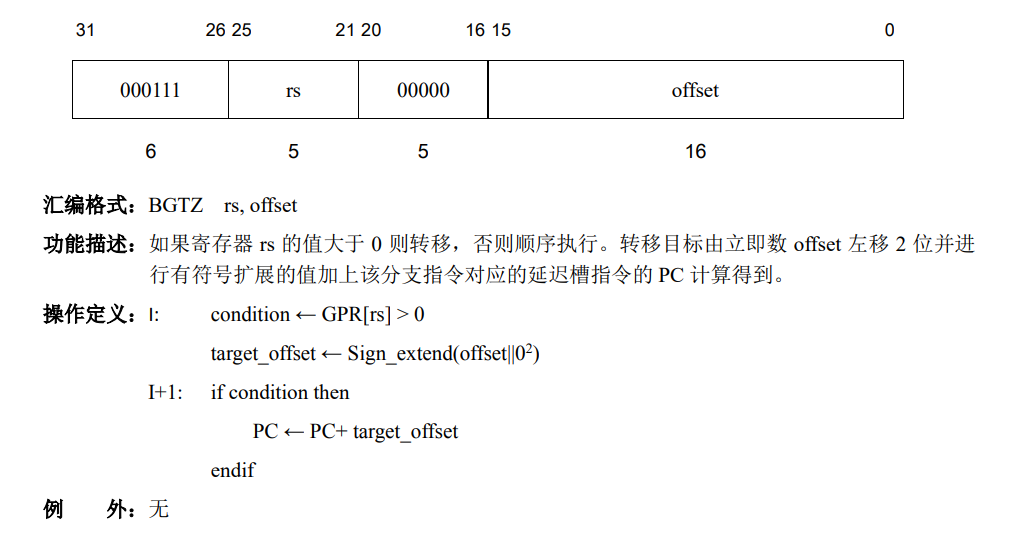 31 26 25 21 20 16 15 0
000111 rs 00000 offset
6 5 5 16
汇编格式：BGTZ rs, offset
功能描述：如果寄存器 rs 的值大于 0 则转移，否则顺序执行。转移目标由立即数 offset 左移 2 位并进
行有符号扩展的值加上该分支指令对应的延迟槽指令的 PC 计算得到。
操作定义：I: condition ← GPR[rs] > 0
target_offset ← Sign_extend(offset||0²)
I+1: if condition then
PC ← PC+ target_offset
endif
例 外：无